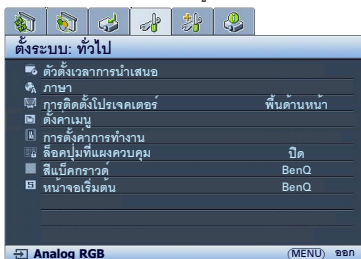 ตั้งระบบ: ทั่วไป
ตัวตั้งเวลาการนำเสนอ
ภาษา
การติดตั้งโปรเจคเตอร์ พื้นด้านหน้า
ตั้งค่าเมนู
การตั้งค่าการทำงาน
ล็อคปุ่มที่แผงควบคุม ปิด
สีแบ็คกราวด์ BenQ
หน้าจอเริ่มต้น BenQ
Analog RGB MENU ออก